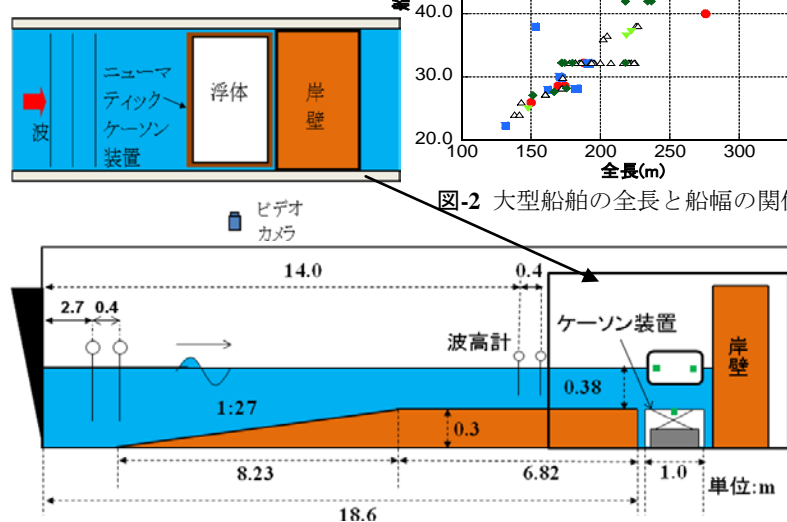 40.0
30.0
20.0
100
150
200
250
300
全長(m)
図-2 大型船舶の全長と船幅の関
ニューマ
ティック
ケーソン
装置
波
浮体
岸
壁
ビデオ
カメラ
14.0
0.4
2.7
0.4
波高計
ケーソン装置
岸
壁
0.38
1:27
0.3
8.23
6.82
1.0
単位:m
18.6